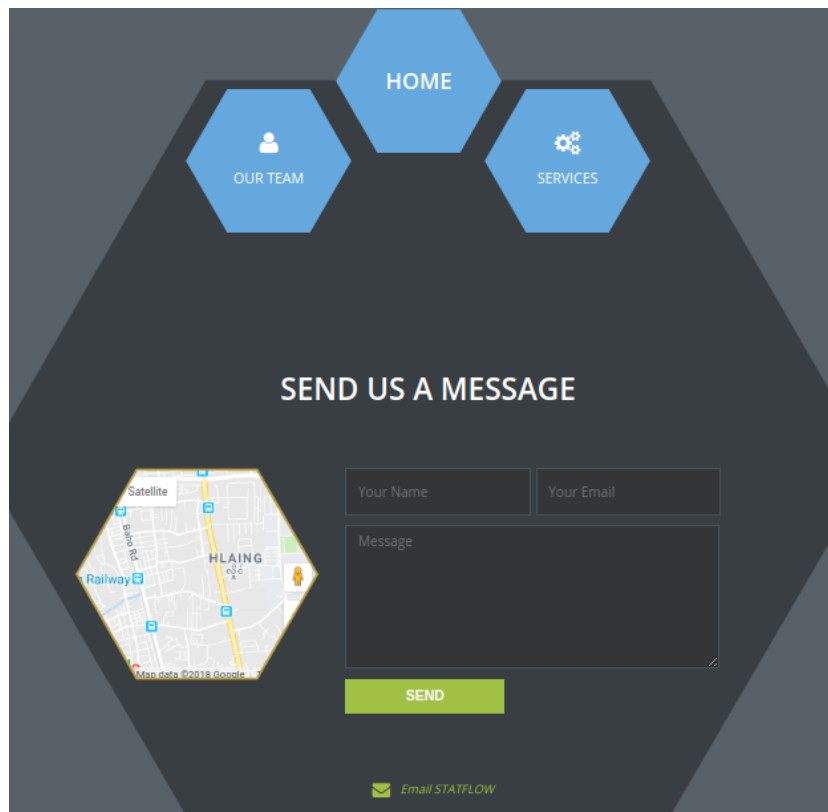 HOME
OUR TEAM
SERVICES
SEND US A MESSAGE
Satellite
Baho Rd
HLAING
Railway
Map data ©2018 Google
Your Name
Your Email
Message
SEND
Email STATFLOW